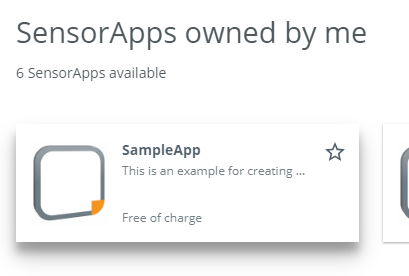 SensorApps owned by me
6 SensorApps available
SampleApp
This is an example for creating ...
Free of charge